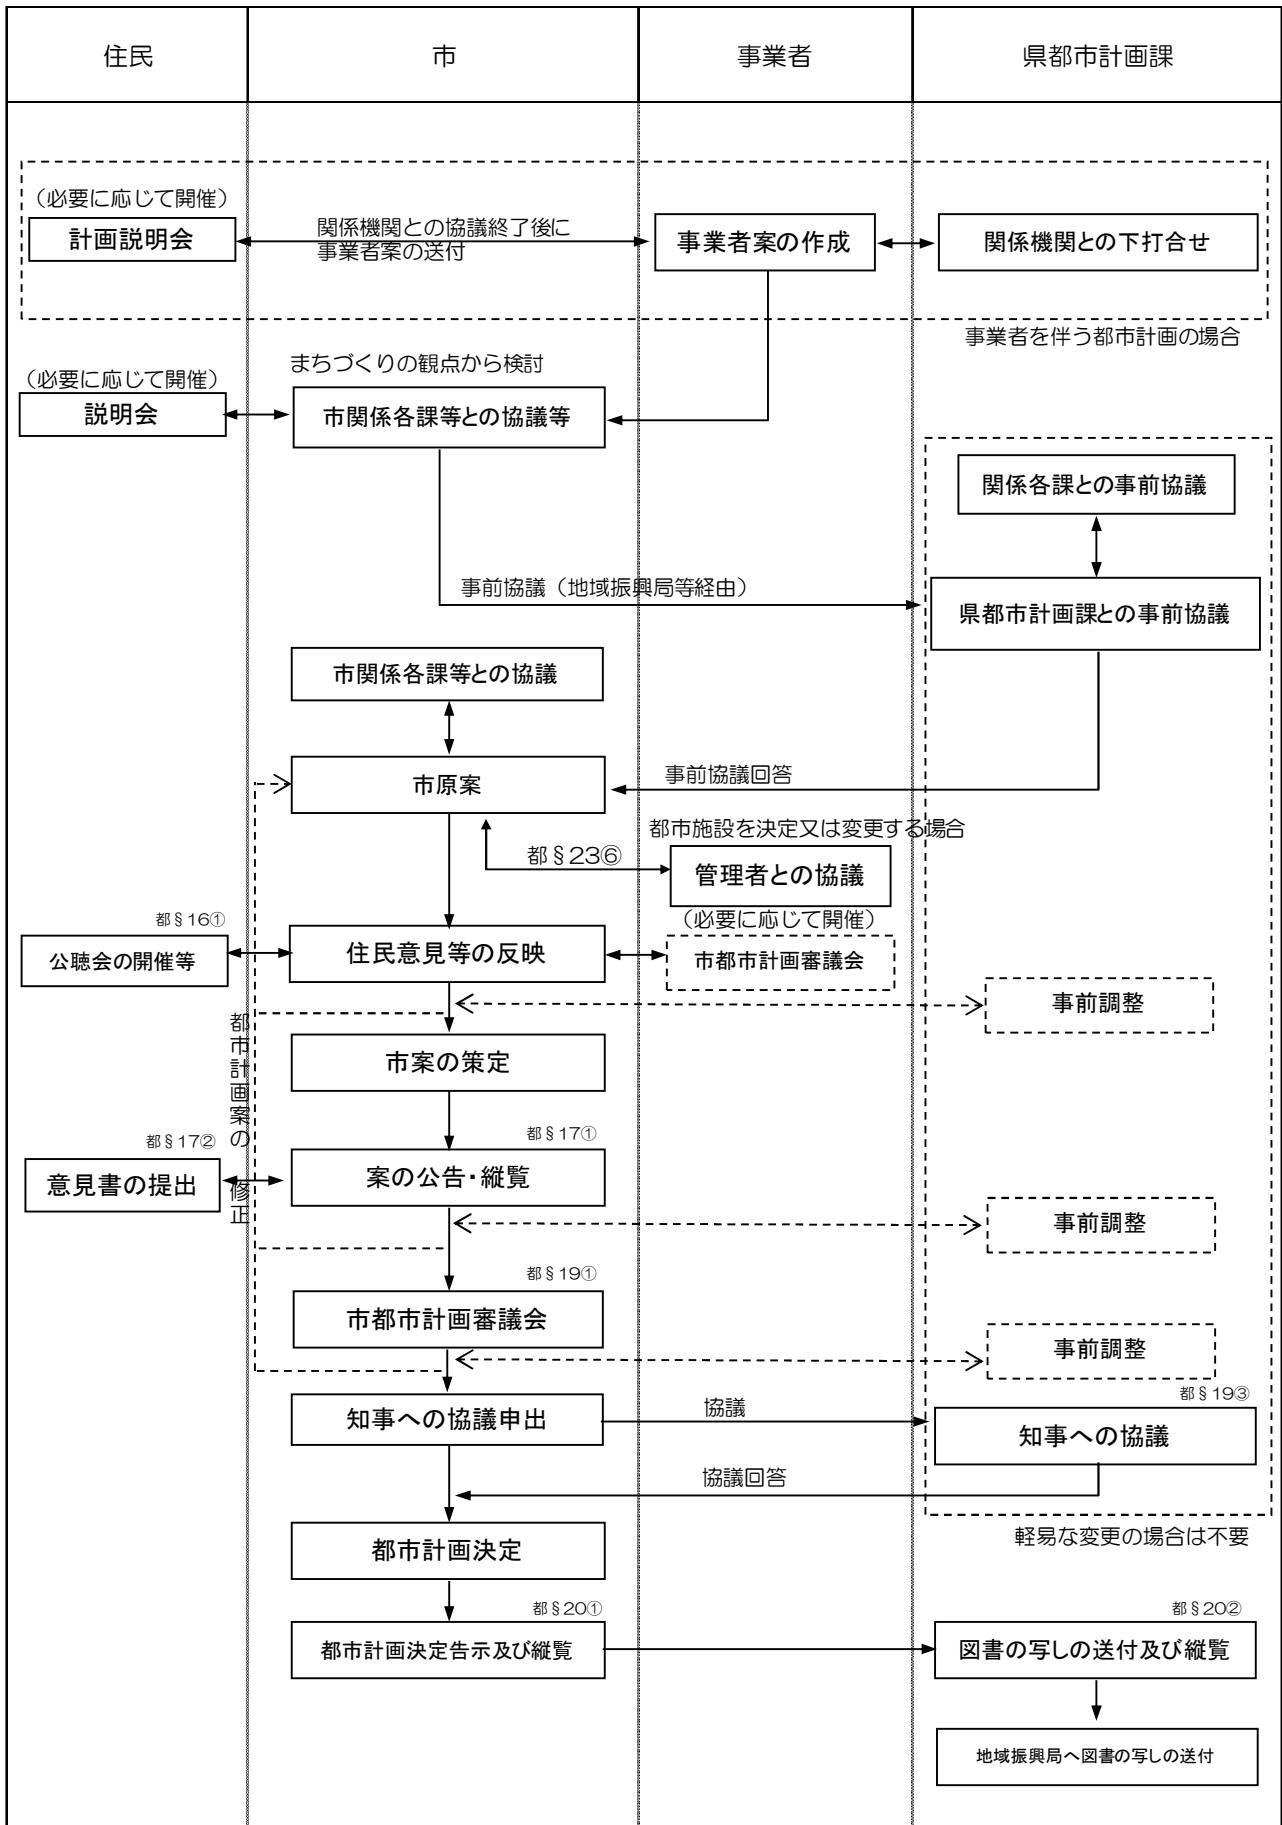 住民
市
事業者
県都市計画課
（必要に応じて開催）
計画説明会
関係機関との協議終了後に
事業者案の送付
事業者案の作成
関係機関との下打合せ
事業者を伴う都市計画の場合
まちづくりの観点から検討
（必要に応じて開催）
説明会
市関係各課等との協議等
関係各課との事前協議
事前協議（地域振興局等経由）
県都市計画課との事前協議
市関係各課等との協議
市原案
事前協議回答
都市施設を決定又は変更する場合
都§23⑥
管理者との協議
（必要に応じて開催）
都§16①
公聴会の開催等
住民意見等の反映
市都市計画審議会
事前調整
都市計画案の修正
市案の策定
都§17②
都§17①
意見書の提出
案の公告・縦覧
事前調整
都§19①
市都市計画審議会
事前調整
都§19③
知事への協議申出
協議
知事への協議
協議回答
軽易な変更の場合は不要
都市計画決定
都§20①
都§20②
都市計画決定告示及び縦覧
図書の写しの送付及び縦覧
地域振興局へ図書の写しの送付